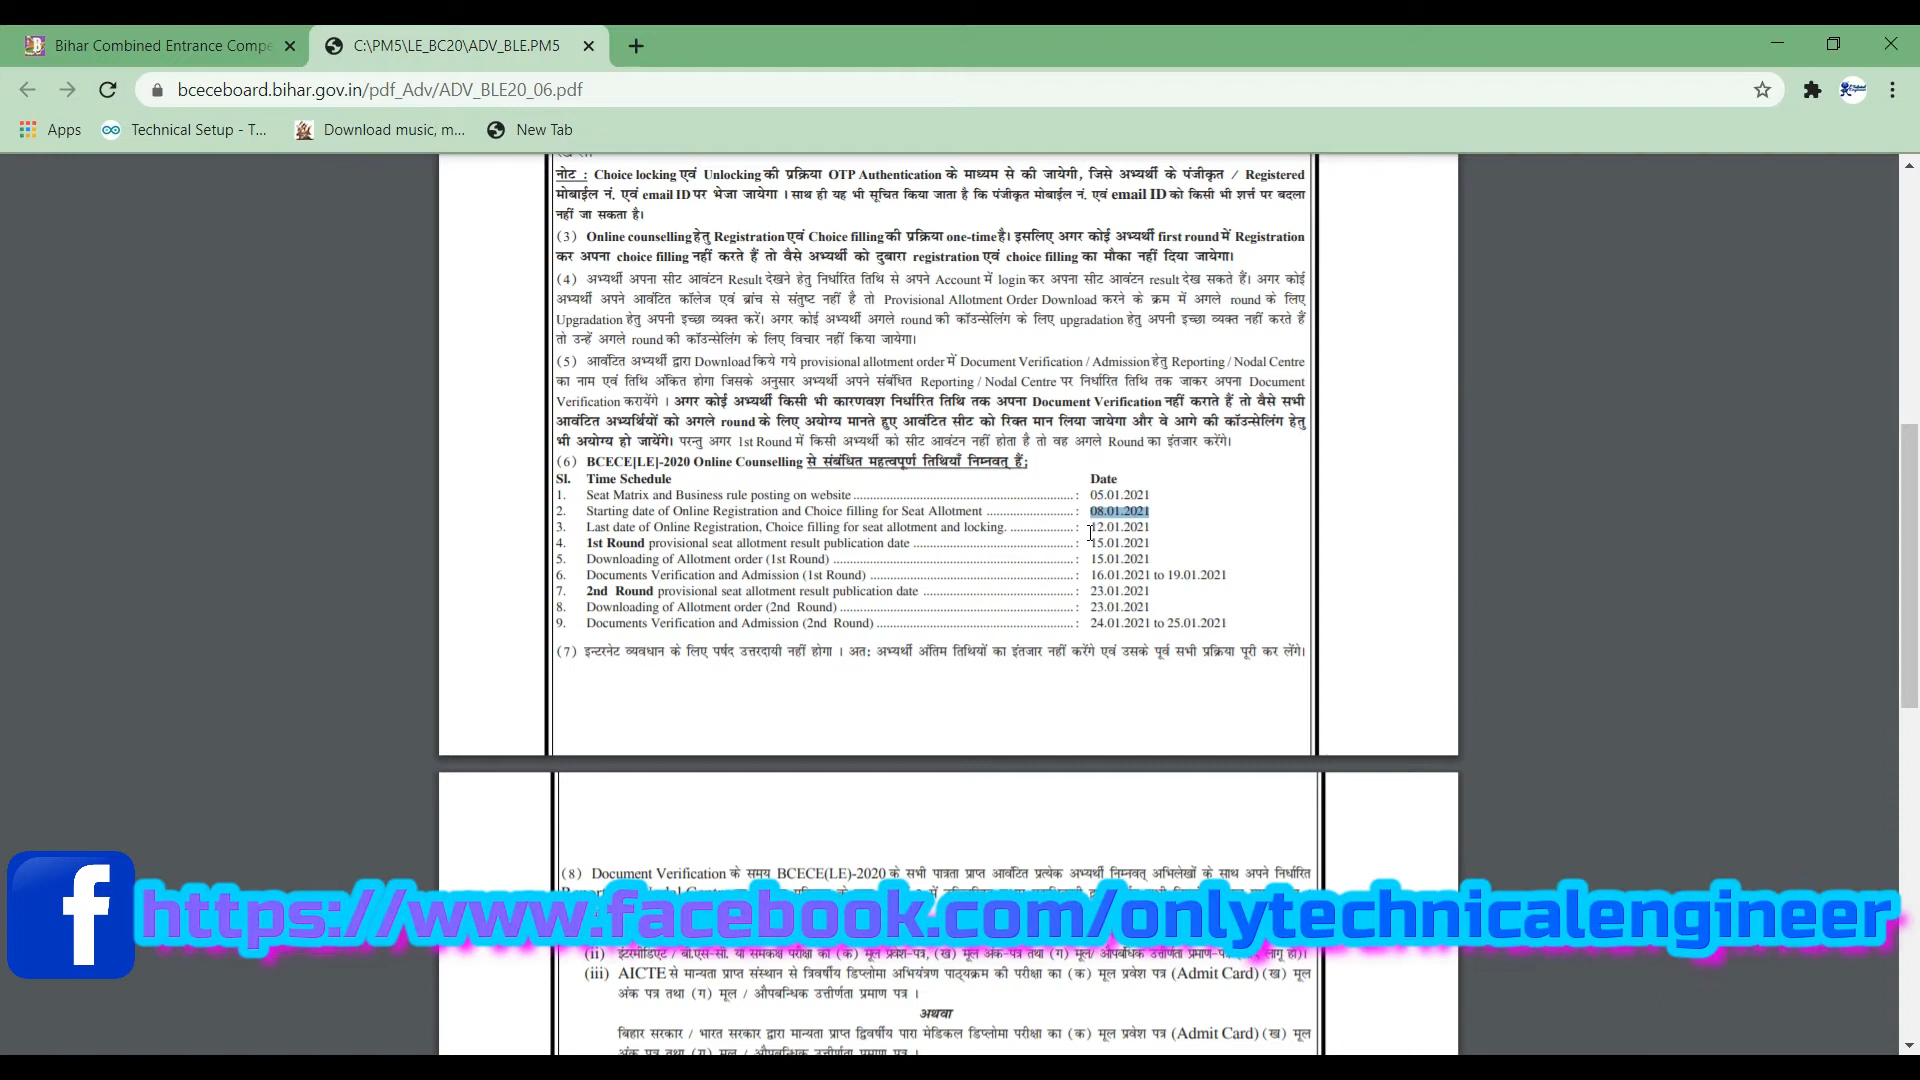 Bihar Combined Entrance Compe
C:\PM5\LE_BC20\ADV_BLE.PM5
bceceboard.bihar.gov.in/pdf_Adv/ADV_BLE20_06.pdf
Apps
Technical Setup - T...
Download music, m...
New Tab
नोट : Choice locking एवं Unlocking की प्रक्रिया OTP Authentication के माध्यम से की जायेगी, जिसे अभ्यर्थी के पंजीकृत / Registered
मोबाईल नं. एवं email ID पर भेजा जायेगा । साथ ही यह भी सूचित किया जाता है कि पंजीकृत मोबाईल नं. एवं email ID को किसी भी शर्त्त पर बदला
नहीं जा सकता है।
(3) Online counselling हेतु Registration एवं Choice filling की प्रक्रिया one-time है। इसलिए अगर कोई अभ्यर्थी first round में Registration
कर अपना choice filling नहीं करते हैं तो वैसे अभ्यर्थी को दुबारा registration एवं choice filling का मौका नहीं दिया जायेगा।
(4) अभ्यर्थी अपना सीट आवंटन Result देखने हेतु निर्धारित तिथि से अपने Account में login कर अपना सीट आवंटन result देख सकते हैं। अगर कोई
अभ्यर्थी अपने आवंटित कॉलेज एवं ब्रांच से संतुष्ट नहीं है तो Provisional Allotment Order Download करने के क्रम में अगले round के लिए
Upgradation हेतु अपनी इच्छा व्यक्त करें। अगर कोई अभ्यर्थी अगले round की कॉउन्सेलिंग के लिए upgradation हेतु अपनी इच्छा व्यक्त नहीं करते हैं
तो उन्हें अगले round की कॉउन्सेलिंग के लिए विचार नहीं किया जायेगा।
(5) आवंटित अभ्यर्थी द्वारा Download किये गये provisional allotment order में Document Verification / Admission हेतु Reporting / Nodal Centre
का नाम एवं तिथि अंकित होगा जिसके अनुसार अभ्यर्थी अपने संबंधित Reporting / Nodal Centre पर निर्धारित तिथि तक जाकर अपना Document
Verification करायेंगे । अगर कोई अभ्यर्थी किसी भी कारणवश निर्धारित तिथि तक अपना Document Verification नहीं कराते हैं तो वैसे सभी
आवंटित अभ्यर्थियों को अगले round के लिए अयोग्य मानते हुए आवंटित सीट को रिक्त मान लिया जायेगा और वे आगे की कॉउन्सेलिंग हेतु
भी अयोग्य हो जायेंगे। परन्तु अगर 1st Round में किसी अभ्यर्थी को सीट आवंटन नहीं होता है तो वह अगले Round का इंतजार करेंगे।
(6) BCECE[LE]-2020 Online Counselling से संबंधित महत्वपूर्ण तिथियाँ निम्नवत् हैं;
Sl. Time Schedule Date
1. Seat Matrix and Business rule posting on website : 05.01.2021
2. Starting date of Online Registration and Choice filling for Seat Allotment : 08.01.2021
3. Last date of Online Registration, Choice filling for seat allotment and locking. : 12.01.2021
4. 1st Round provisional seat allotment result publication date : 15.01.2021
5. Downloading of Allotment order (1st Round) : 15.01.2021
6. Documents Verification and Admission (1st Round) : 16.01.2021 to 19.01.2021
7. 2nd Round provisional seat allotment result publication date : 23.01.2021
8. Downloading of Allotment order (2nd Round) : 23.01.2021
9. Documents Verification and Admission (2nd Round) : 24.01.2021 to 25.01.2021
(7) इन्टरनेट व्यवधान के लिए पर्षद उत्तरदायी नहीं होगा । अत: अभ्यर्थी अंतिम तिथियों का इंतजार नहीं करेंगे एवं उसके पूर्व सभी प्रक्रिया पूरी कर लेंगे।
(8) Document Verification के समय BCECE(LE)-2020 के सभी पात्रता प्राप्त आवंटित प्रत्येक अभ्यर्थी निम्नवत् अभिलेखों के साथ अपने निर्धारित
https://www.facebook.com/onlytechnicalengineer
(ii) इंटरमीडिएट / बी.एस-सी. या समकक्ष परीक्षा का (क) मूल प्रवेश-पत्र, (ख) मूल अंक-पत्र तथा (ग) मूल/ औपबन्धिक उत्तीर्णता प्रमाण-प लागू हो)।
(iii) AICTE से मान्यता प्राप्त संस्थान से त्रिवर्षीय डिप्लोमा अभियंत्रण पाठ्यक्रम की परीक्षा का (क) मूल प्रवेश पत्र (Admit Card) (ख) मूल
अंक पत्र तथा (ग) मूल / औपबन्धिक उत्तीर्णता प्रमाण पत्र ।
अथवा
बिहार सरकार / भारत सरकार द्वारा मान्यता प्राप्त द्विवर्षीय पारा मेडिकल डिप्लोमा परीक्षा का (क) मूल प्रवेश पत्र (Admit Card) (ख) मूल
अंक पत्र तथा (ग) मूल / औपबन्धिक उत्तीर्णता प्रमाण पत्र ।